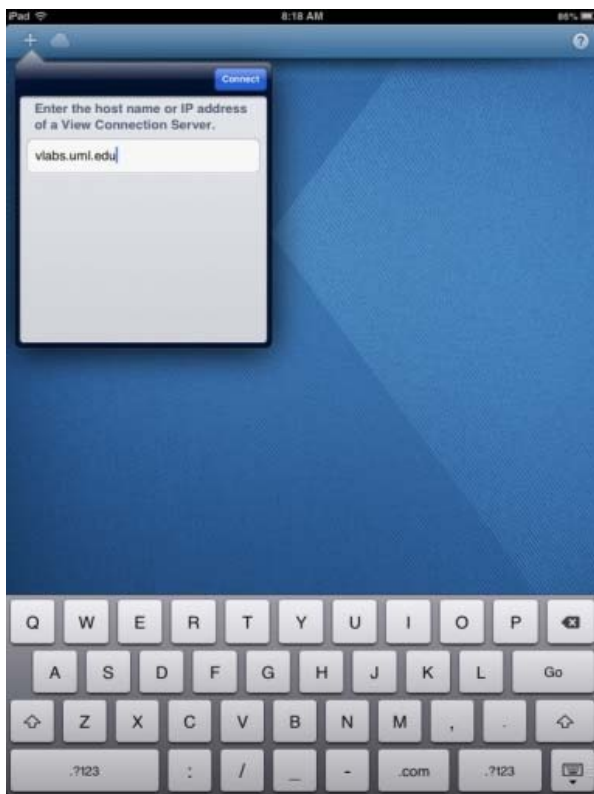 iPad 8:18 AM 86%
+ ?
Connect
Enter the host name or IP address
of a View Connection Server.
vlabs.uml.edu
Q W E R T Y U I O P
A S D F G H J K L Go
Z X C V B N M , .
.?123 : / _ - .com .?123